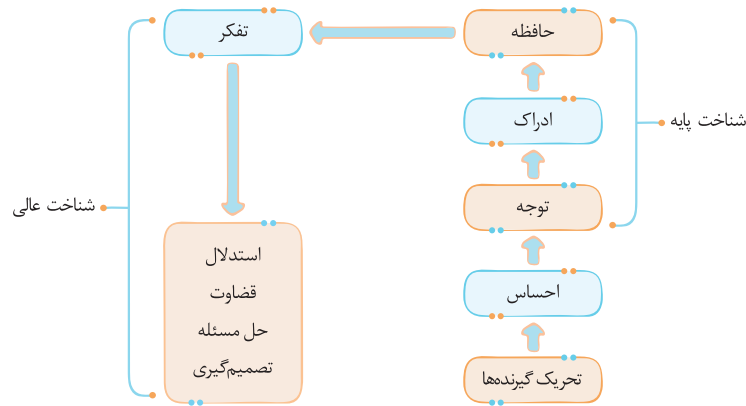 حافظه
تفکر
ادراک
شناخت پایه
توجه
شناخت عالی
استدلال
قضاوت
حل مسئله
تصمیم‌گیری
احساس
تحریک گیرنده‌ها